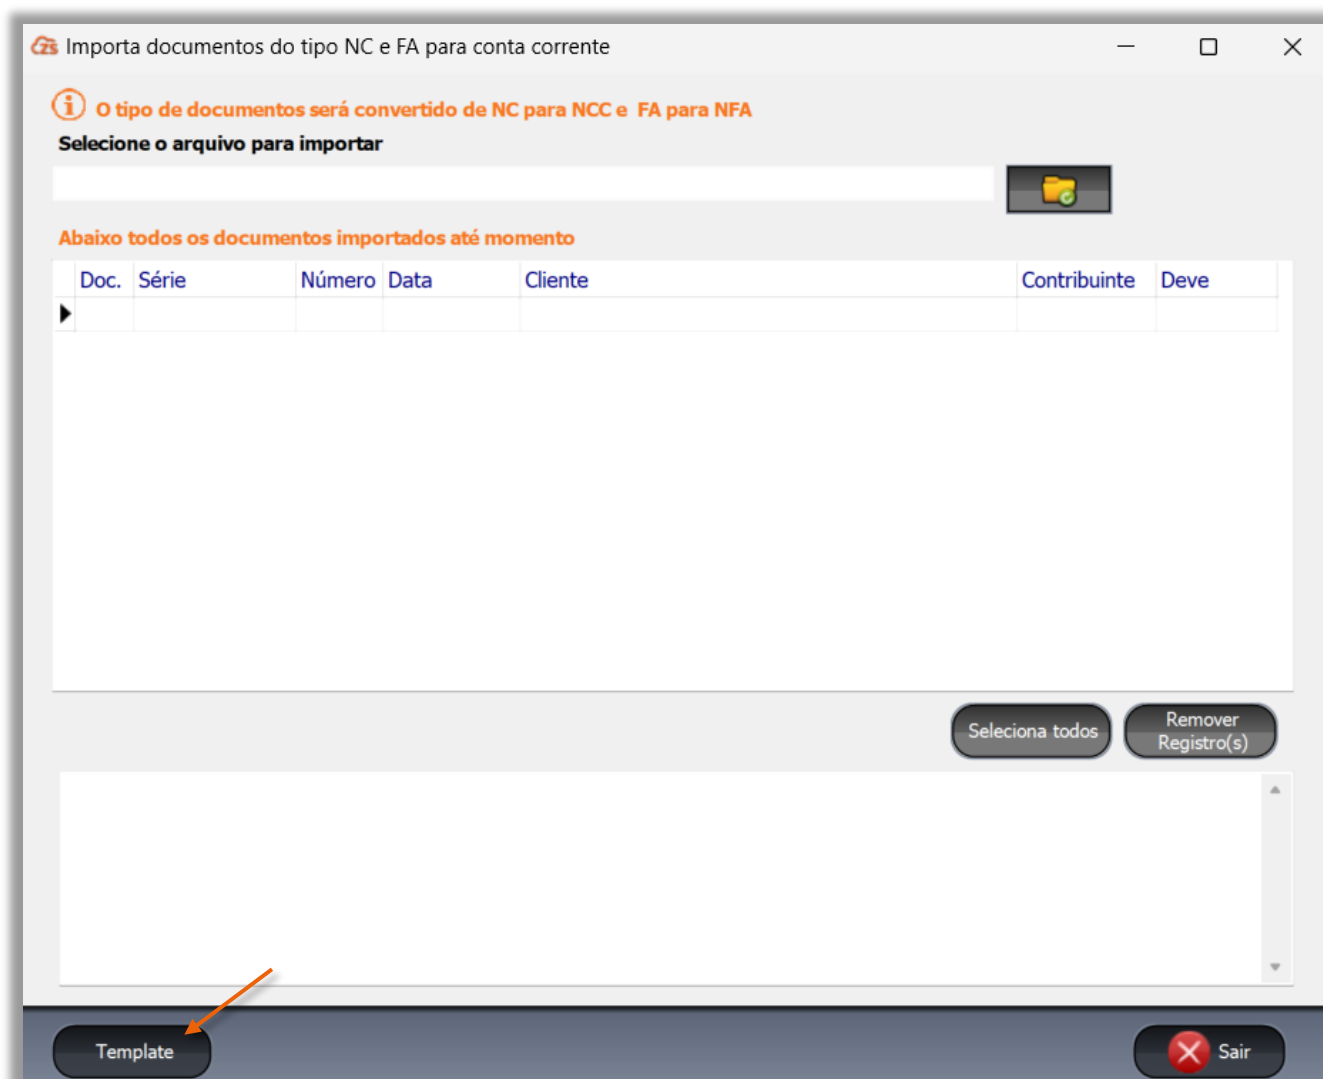 ZS Importa documentos do tipo NC e FA para conta corrente
O tipo de documentos será convertido de NC para NCC e FA para NFA
Selecione o arquivo para importar
Abaixo todos os documentos importados até momento
Doc. Série Número Data Cliente Contribuinte Deve
Seleciona todos
Remover
Registro(s)
Template
Sair